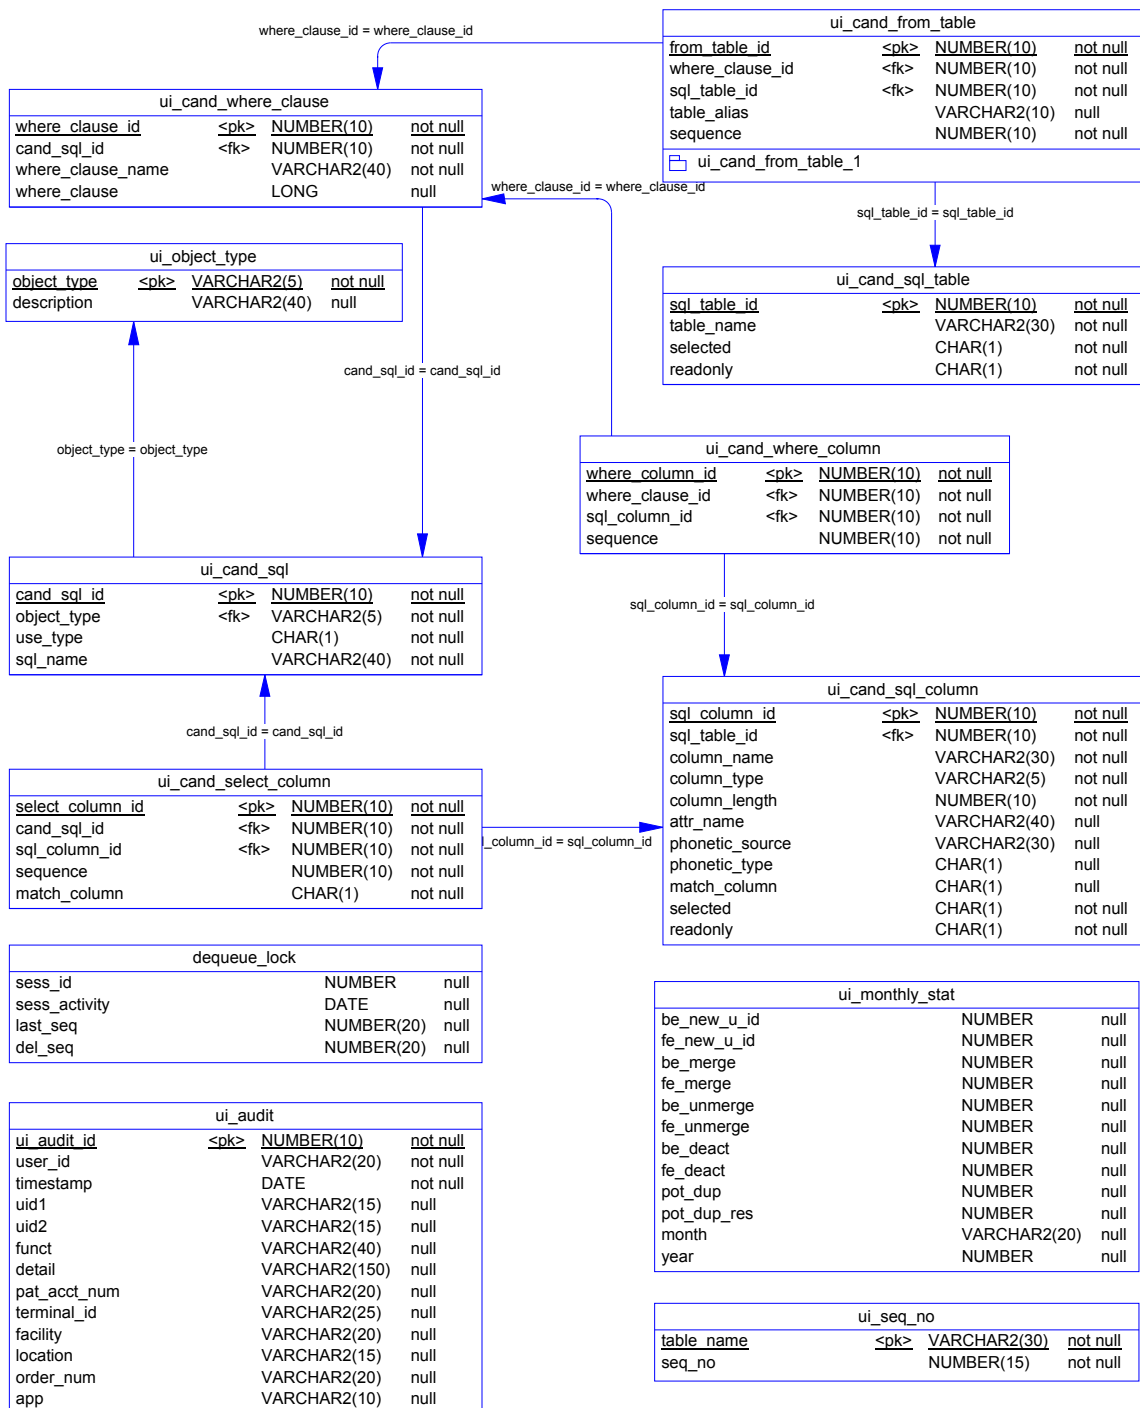 ui_cand_from_table
from_table_id <pk> NUMBER(10) not null
where_clause_id <fk> NUMBER(10) not null
sql_table_id <fk> NUMBER(10) not null
table_alias VARCHAR2(10) null
sequence NUMBER(10) not null
ui_cand_from_table_1
where_clause_id = where_clause_id
ui_cand_where_clause
where_clause_id <pk> NUMBER(10) not null
cand_sql_id <fk> NUMBER(10) not null
where_clause_name VARCHAR2(40) not null
where_clause LONG null
where_clause_id = where_clause_id
sql_table_id = sql_table_id
ui_object_type
object_type <pk> VARCHAR2(5) not null
description VARCHAR2(40) null
ui_cand_sql_table
sql_table_id <pk> NUMBER(10) not null
table_name VARCHAR2(30) not null
selected CHAR(1) not null
readonly CHAR(1) not null
cand_sql_id = cand_sql_id
object_type = object_type
ui_cand_where_column
where_column_id <pk> NUMBER(10) not null
where_clause_id <fk> NUMBER(10) not null
sql_column_id <fk> NUMBER(10) not null
sequence NUMBER(10) not null
ui_cand_sql
cand_sql_id <pk> NUMBER(10) not null
object_type <fk> VARCHAR2(5) not null
use_type CHAR(1) not null
sql_name VARCHAR2(40) not null
sql_column_id = sql_column_id
cand_sql_id = cand_sql_id
ui_cand_sql_column
sql_column_id <pk> NUMBER(10) not null
sql_table_id <fk> NUMBER(10) not null
column_name VARCHAR2(30) not null
column_type VARCHAR2(5) not null
column_length NUMBER(10) not null
attr_name VARCHAR2(40) null
phonetic_source VARCHAR2(30) null
phonetic_type CHAR(1) null
match_column CHAR(1) null
selected CHAR(1) not null
readonly CHAR(1) not null
ui_cand_select_column
select_column_id <pk> NUMBER(10) not null
cand_sql_id <fk> NUMBER(10) not null
sql_column_id <fk> NUMBER(10) not null
sequence NUMBER(10) not null
match_column CHAR(1) not null
l_column_id = sql_column_id
dequeue_lock
sess_id NUMBER null
sess_activity DATE null
last_seq NUMBER(20) null
del_seq NUMBER(20) null
ui_monthly_stat
be_new_u_id NUMBER null
fe_new_u_id NUMBER null
be_merge NUMBER null
fe_merge NUMBER null
be_unmerge NUMBER null
fe_unmerge NUMBER null
be_deact NUMBER null
fe_deact NUMBER null
pot_dup NUMBER null
pot_dup_res NUMBER null
month VARCHAR2(20) null
year NUMBER null
ui_audit
ui_audit_id <pk> NUMBER(10) not null
user_id VARCHAR2(20) not null
timestamp DATE not null
uid1 VARCHAR2(15) null
uid2 VARCHAR2(15) null
funct VARCHAR2(40) null
detail VARCHAR2(150) null
pat_acct_num VARCHAR2(20) null
terminal_id VARCHAR2(25) null
facility VARCHAR2(20) null
location VARCHAR2(15) null
order_num VARCHAR2(20) null
app VARCHAR2(10) null
ui_seq_no
table_name <pk> VARCHAR2(30) not null
seq_no NUMBER(15) not null